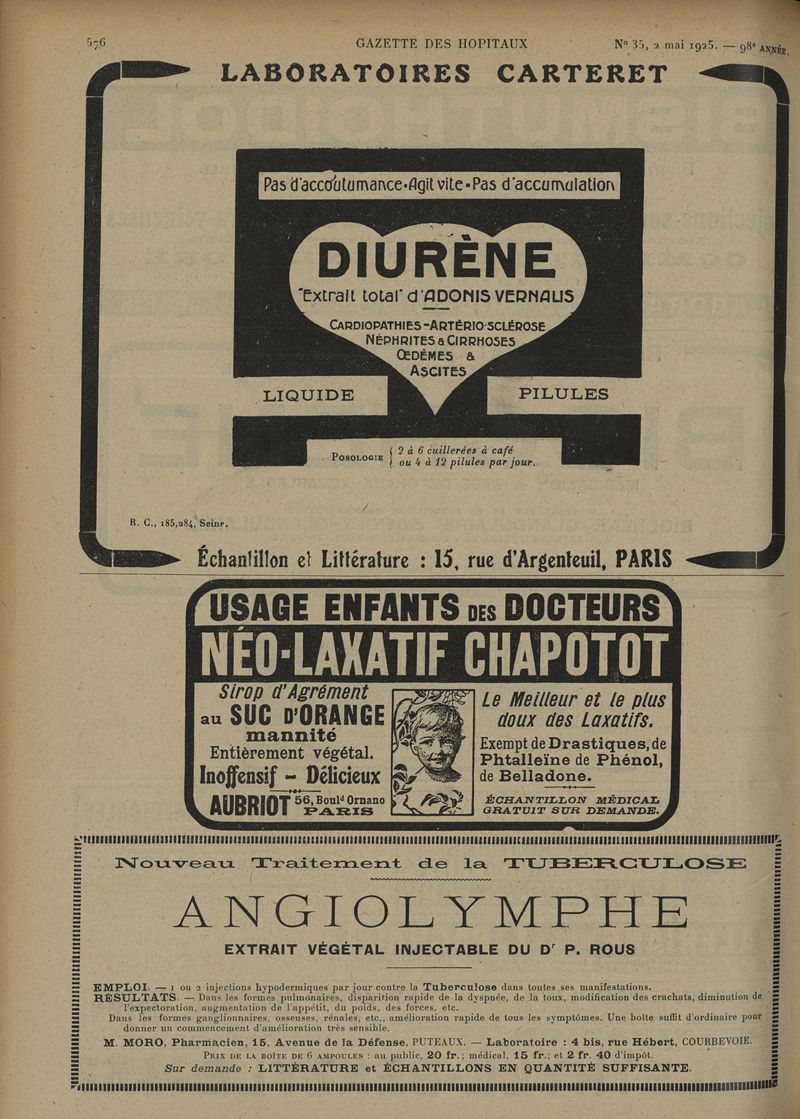 576 GAZETTE DES HOPITAUX N° 35, 2 mai 1925. — 98e ANNÉE.
LABORATOIRES CARTERET
Pas d'accoutumance-Agit vite-Pas d'accumulation
DIURÈNE
"Extrait total" d'ADONIS VERNALIS
CARDIOPATHIES-ARTÉRIO-SCLÉROSE
NÉPHRITES & CIRRHOSES
ŒDÈMES &
ASCITES
LIQUIDE PILULES
POSOLOGIE { 2 à 6 cuillerées à café
ou 4 à 12 pilules par jour.
R. C., 185,284, Seine.
Échantillon et Littérature : 15, rue d'Argenteuil, PARIS
USAGE ENFANTS DES DOCTEURS
NÉO-LAXATIF CHAPOTOT
Sirop d'Agrément
au SUC D'ORANGE
mannité
Entièrement végétal.
Inoffensif - Délicieux
AUBRIOT 56, Bould Ornano
PARIS
Le Meilleur et le plus
doux des Laxatifs.
Exempt de Drastiques, de
Phtalleïne de Phénol,
de Belladone.
ÉCHANTILLON MÉDICAL
GRATUIT SUR DEMANDE.
Nouveau Traitement de la TUBERCULOSE
ANGIOLYMPHE
EXTRAIT VÉGÉTAL INJECTABLE DU Dr P. ROUS
EMPLOI. — 1 ou 2 injections hypodermiques par jour contre la Tuberculose dans toutes ses manifestations.
RÉSULTATS. — Dans les formes pulmonaires, disparition rapide de la dyspnée, de la toux, modification des crachats, diminution de
l'expectoration, augmentation de l'appétit, du poids, des forces, etc.
Dans les formes ganglionnaires, osseuses, rénales, etc., amélioration rapide de tous les symptômes. Une boîte suffit d'ordinaire pour
donner un commencement d'amélioration très sensible.
M. MORO, Pharmacien, 15, Avenue de la Défense, PUTEAUX. — Laboratoire : 4 bis, rue Hébert, COURBEVOIE.
PRIX DE LA BOÎTE DE 6 AMPOULES : au public, 20 fr.; médical, 15 fr.; et 2 fr. 40 d'impôt.
Sur demande : LITTÉRATURE et ÉCHANTILLONS EN QUANTITÉ SUFFISANTE.